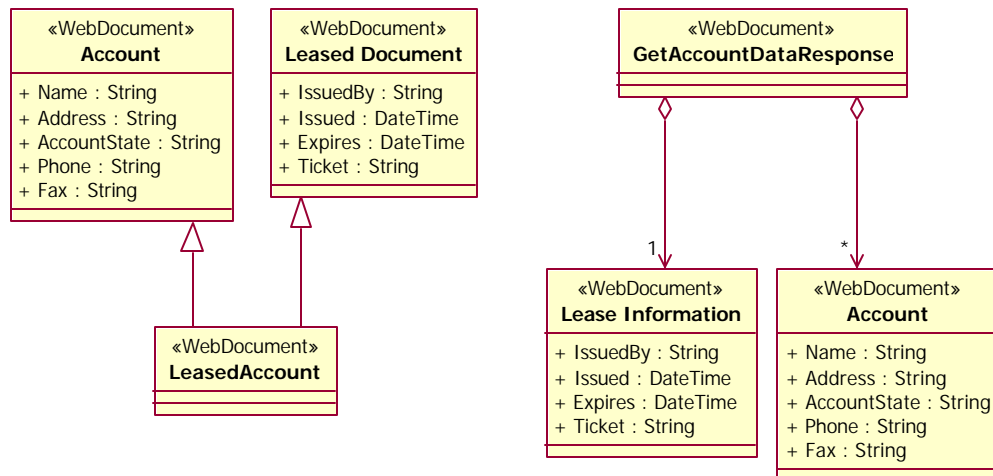 «WebDocument»
Account
+ Name : String
+ Address : String
+ AccountState : String
+ Phone : String
+ Fax : String
«WebDocument»
Leased Document
+ IssuedBy : String
+ Issued : DateTime
+ Expires : DateTime
+ Ticket : String
«WebDocument»
LeasedAccount
«WebDocument»
GetAccountDataResponse
1
*
«WebDocument»
Lease Information
+ IssuedBy : String
+ Issued : DateTime
+ Expires : DateTime
+ Ticket : String
«WebDocument»
Account
+ Name : String
+ Address : String
+ AccountState : String
+ Phone : String
+ Fax : String